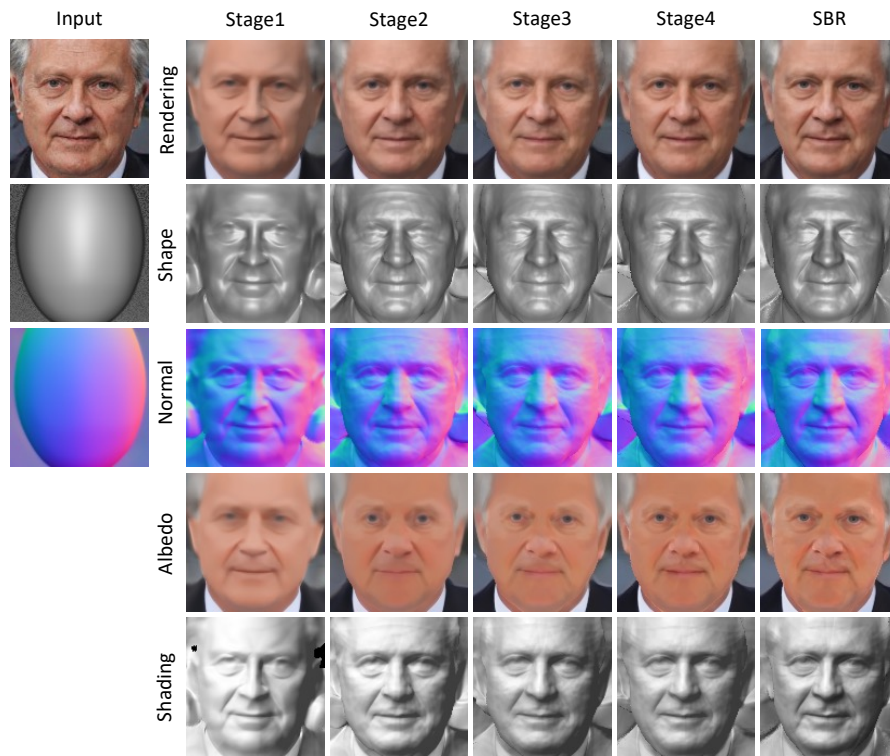 Input Stage1 Stage2 Stage3 Stage4 SBR
Rendering
Shape
Normal
Albedo
Shading